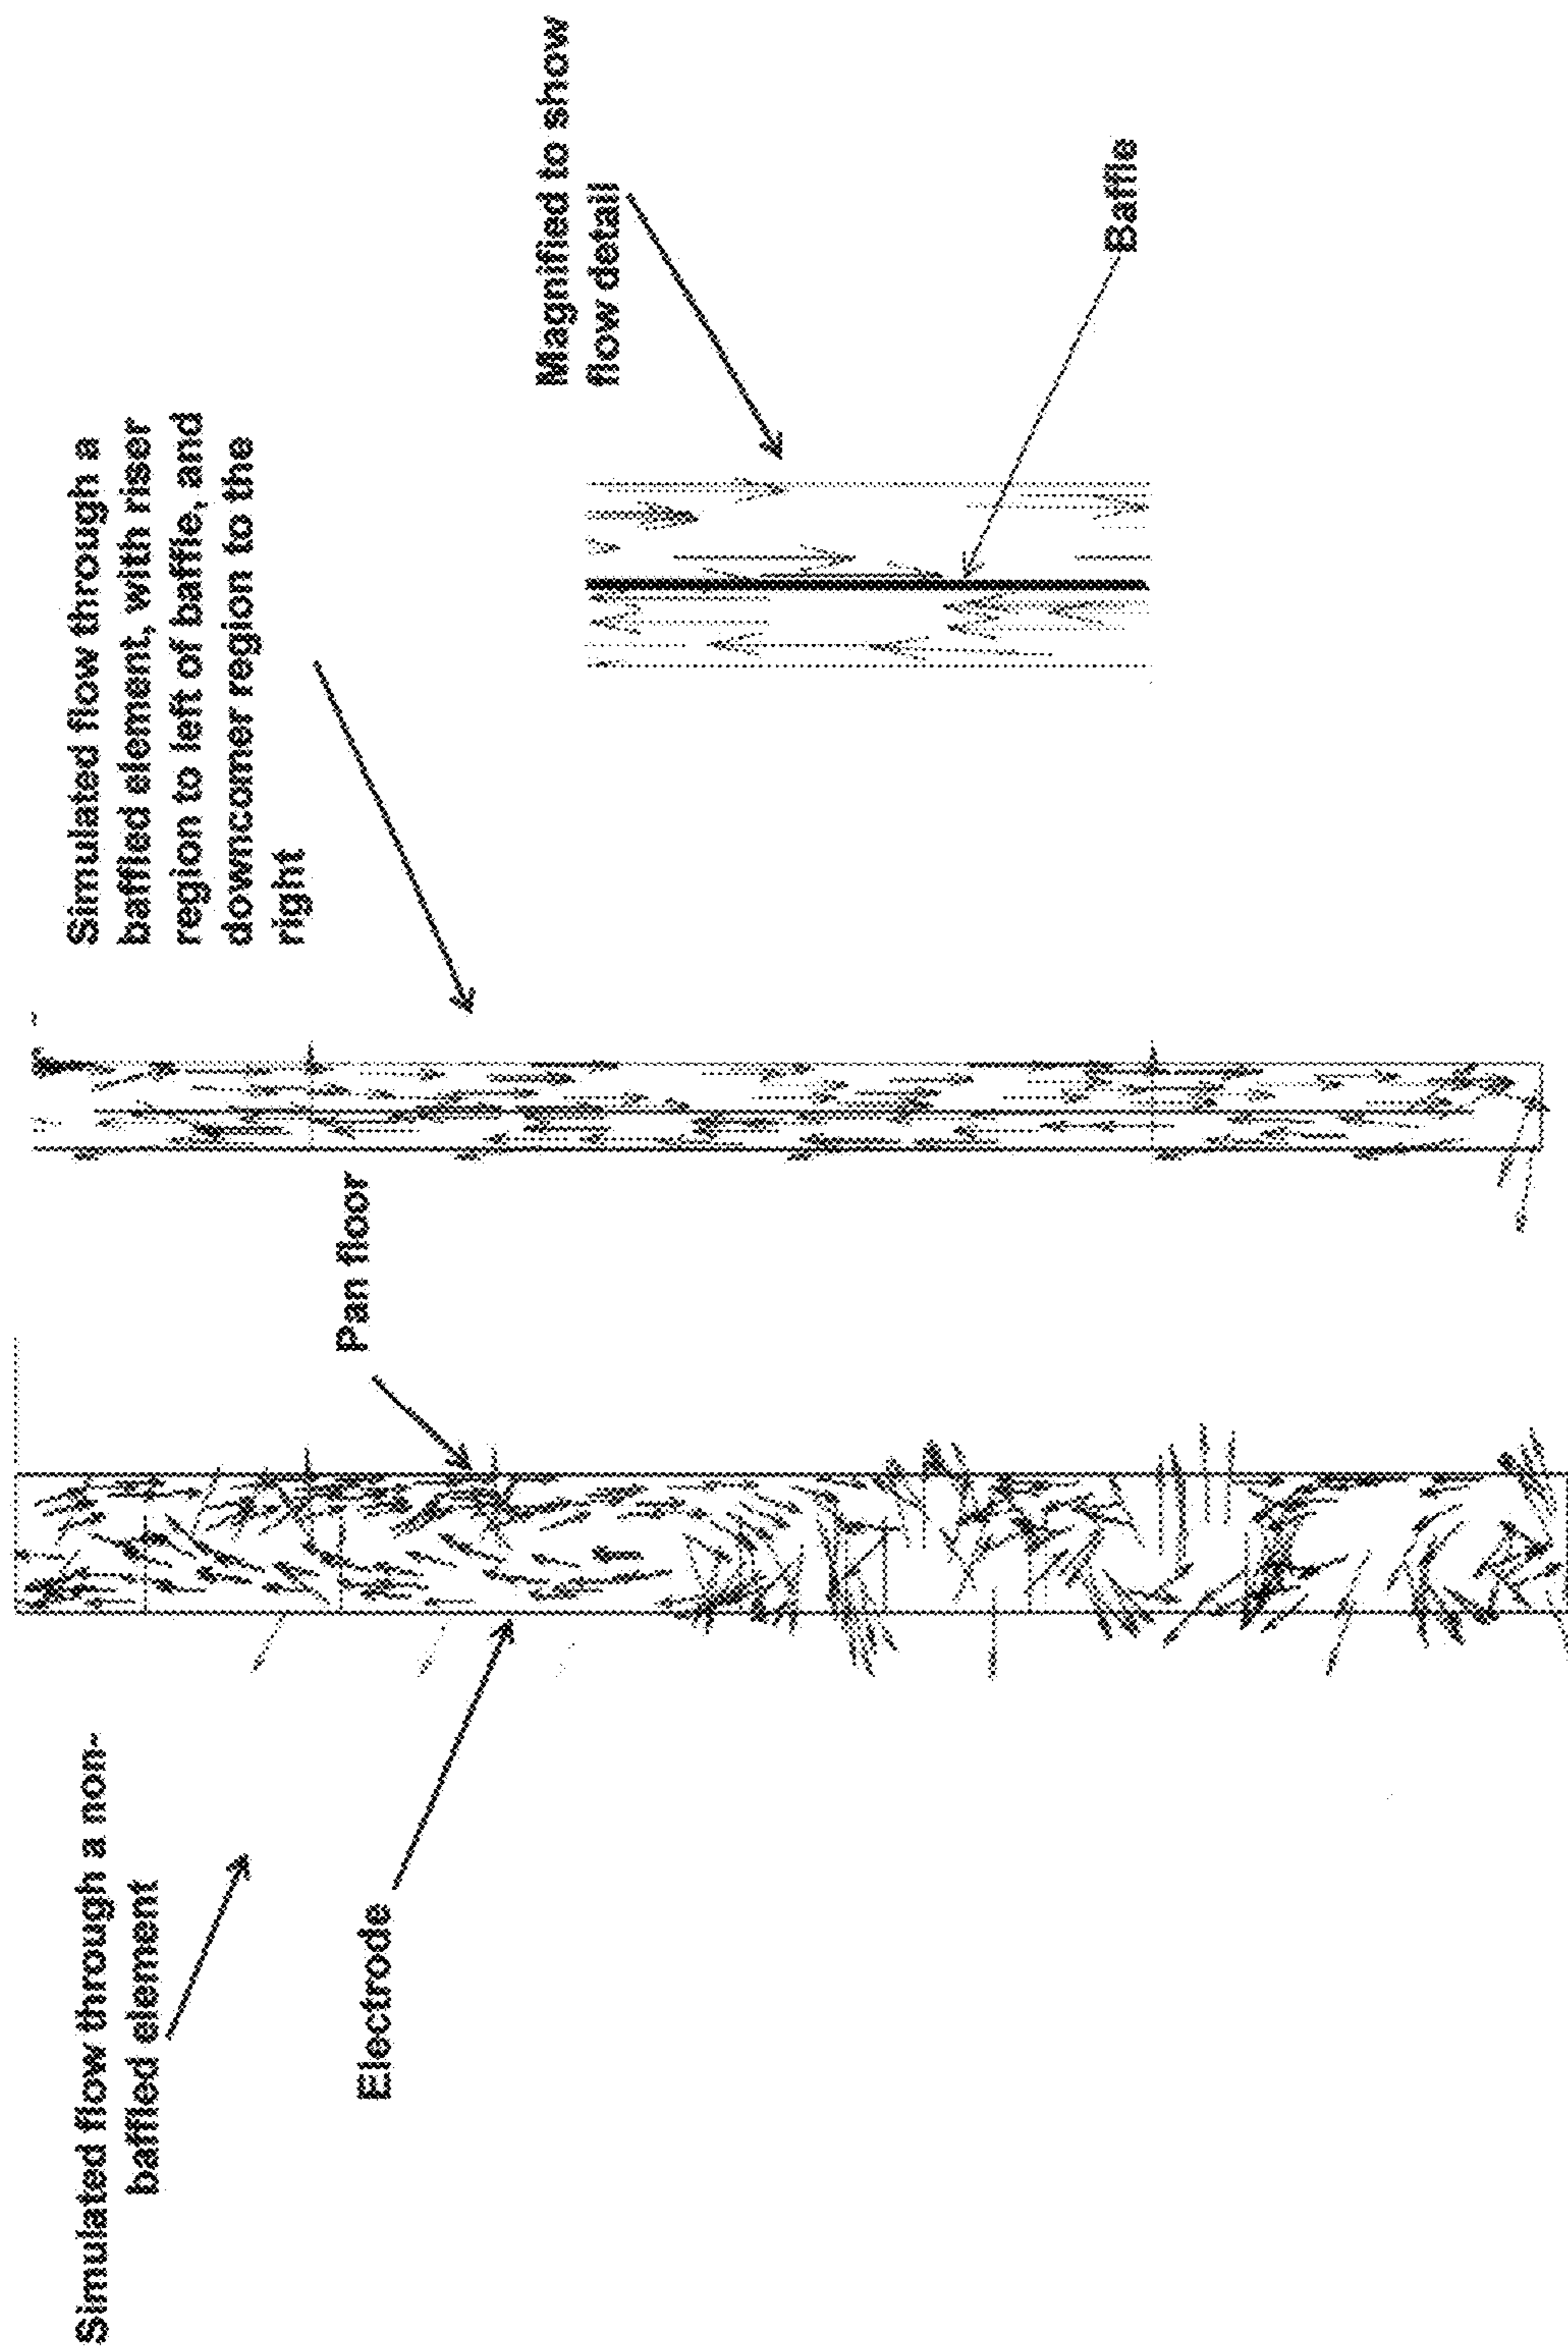 Simulated flow through a non-
baffled element
Electrode
Pan floor
Simulated flow through a
baffled element, with riser
region to left of baffle, and
downcomer region to the
right
Magnified to show
flow detail
Baffle